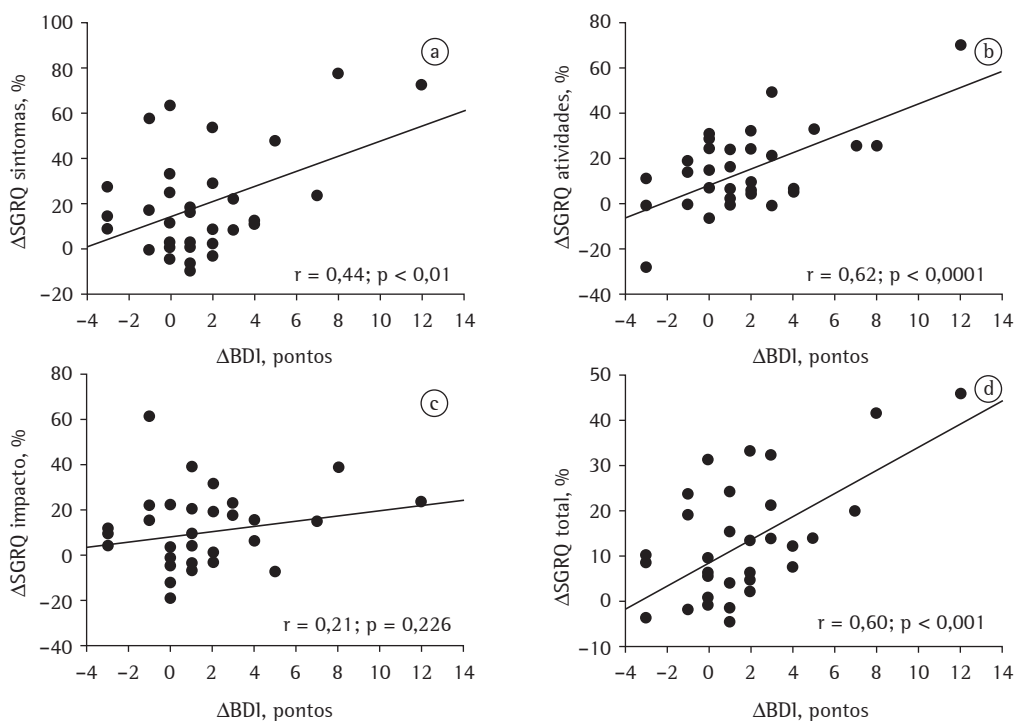 100
80
60
40
20
0
−20
ΔSGRQ sintomas, %
a
r = 0,44; p < 0,01
−4 −2 0 2 4 6 8 10 12 14
ΔBDI, pontos
80
60
40
20
0
−20
−40
ΔSGRQ atividades, %
b
r = 0,62; p < 0,0001
−4 −2 0 2 4 6 8 10 12 14
ΔBDI, pontos
80
60
40
20
0
−20
−40
ΔSGRQ impacto, %
c
r = 0,21; p = 0,226
−4 −2 0 2 4 6 8 10 12 14
ΔBDI, pontos
50
40
30
20
10
0
−10
ΔSGRQ total, %
d
r = 0,60; p < 0,001
−4 −2 0 2 4 6 8 10 12 14
ΔBDI, pontos